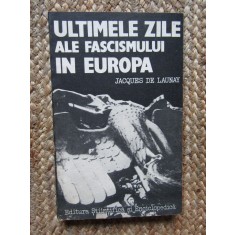 ULTIMELE ZILE
ALE FASCISMULUI
IN EUROPA
JACQUES DE LAUNAY
Editura Științifică și Enciclopedică